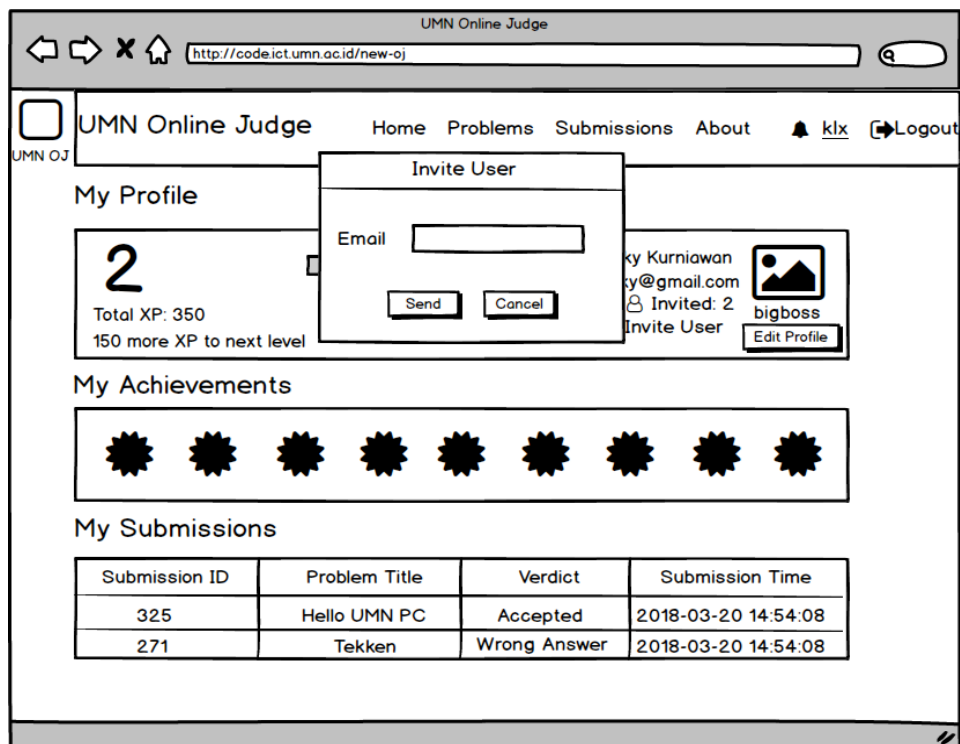 UMN Online Judge
http://code.ict.umn.ac.id/new-oj
UMN OJ
UMN Online Judge Home Problems Submissions About klx Logout
Invite User
Email
Send Cancel
My Profile
2
Total XP: 350
150 more XP to next level
Kurniawan
@gmail.com
Invited: 2
Invite User
bigboss
Edit Profile
My Achievements
My Submissions
Submission ID Problem Title Verdict Submission Time
325 Hello UMN PC Accepted 2018-03-20 14:54:08
271 Tekken Wrong Answer 2018-03-20 14:54:08